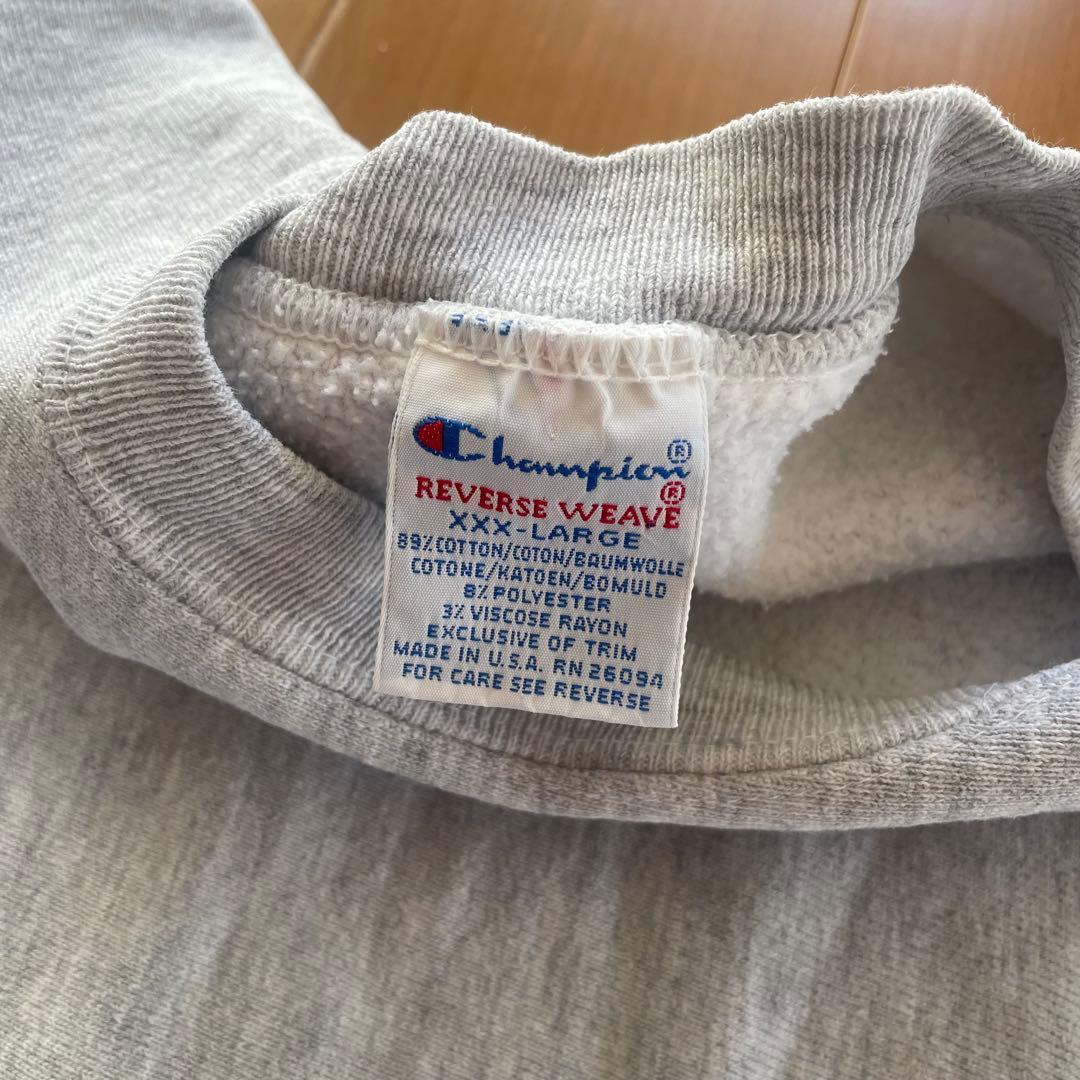 Champion®
REVERSE WEAVE®
XXX-LARGE
89%COTTON/COTON/BAUMWOLLE
COTONE/KATOEN/BOMULD
8%POLYESTER
3% VISCOSE RAYON
EXCLUSIVE OF TRIM
MADE IN U.S.A. RN 26094
FOR CARE SEE REVERSE